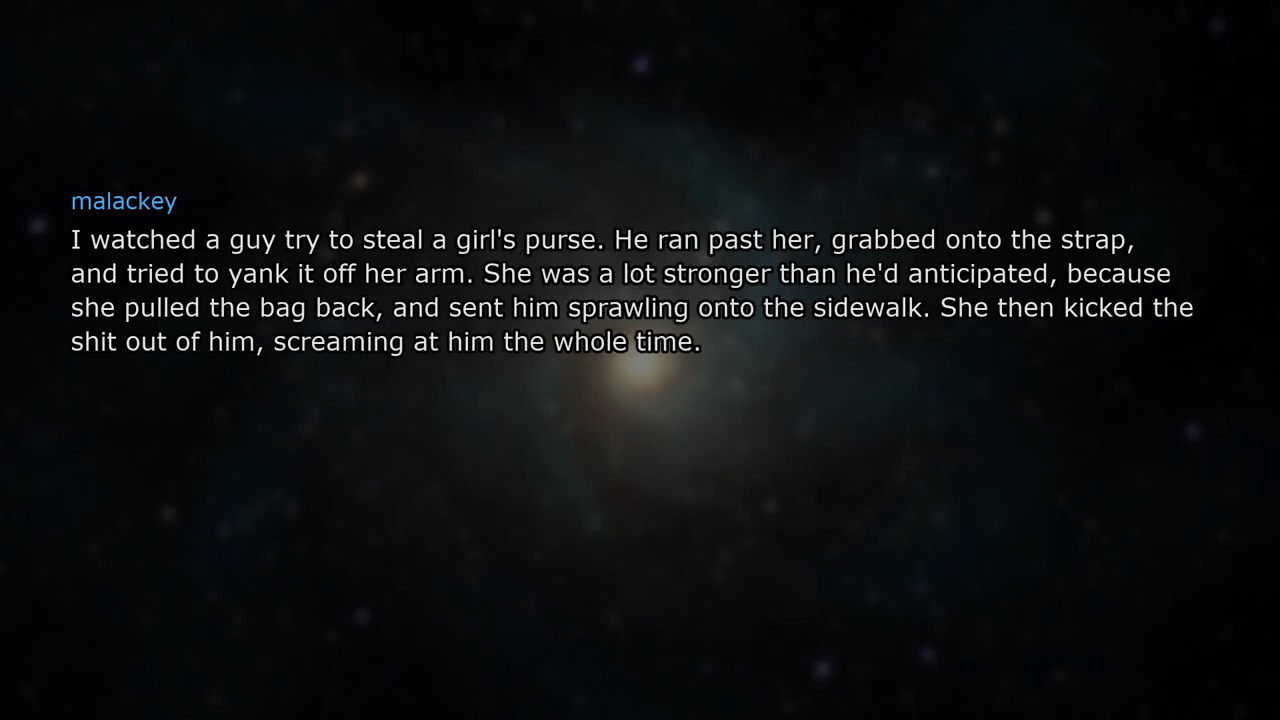 malackey
I watched a guy try to steal a girl's purse. He ran past her, grabbed onto the strap,
and tried to yank it off her arm. She was a lot stronger than he'd anticipated, because
she pulled the bag back, and sent him sprawling onto the sidewalk. She then kicked the
shit out of him, screaming at him the whole time.